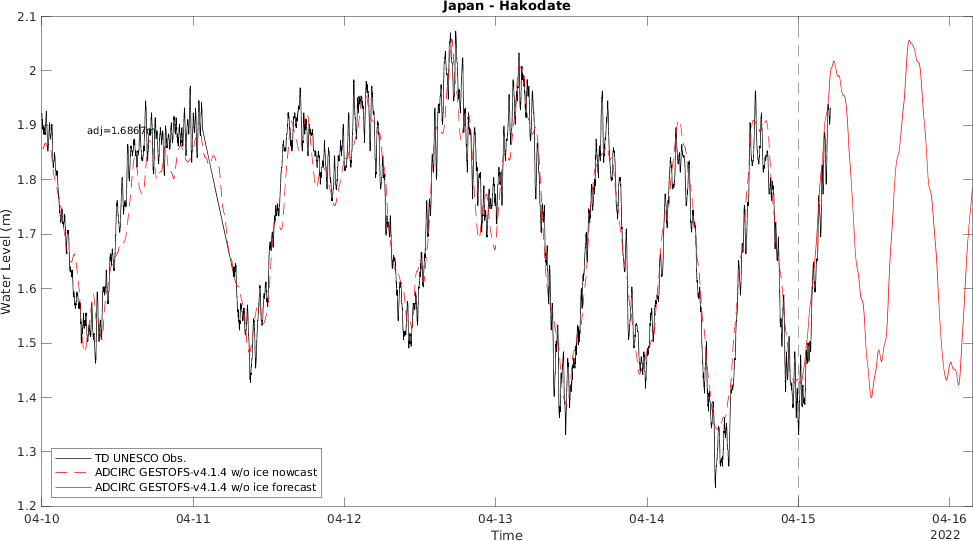 Japan - Hakodate
2.1
2
1.9
1.8
1.7
1.6
1.5
1.4
1.3
1.2
Water Level (m)
adj=1.6867m
TD UNESCO Obs.
ADCIRC GESTOFS-v4.1.4 w/o ice nowcast
ADCIRC GESTOFS-v4.1.4 w/o ice forecast
04-10 04-11 04-12 04-13 04-14 04-15 04-16
Time 2022